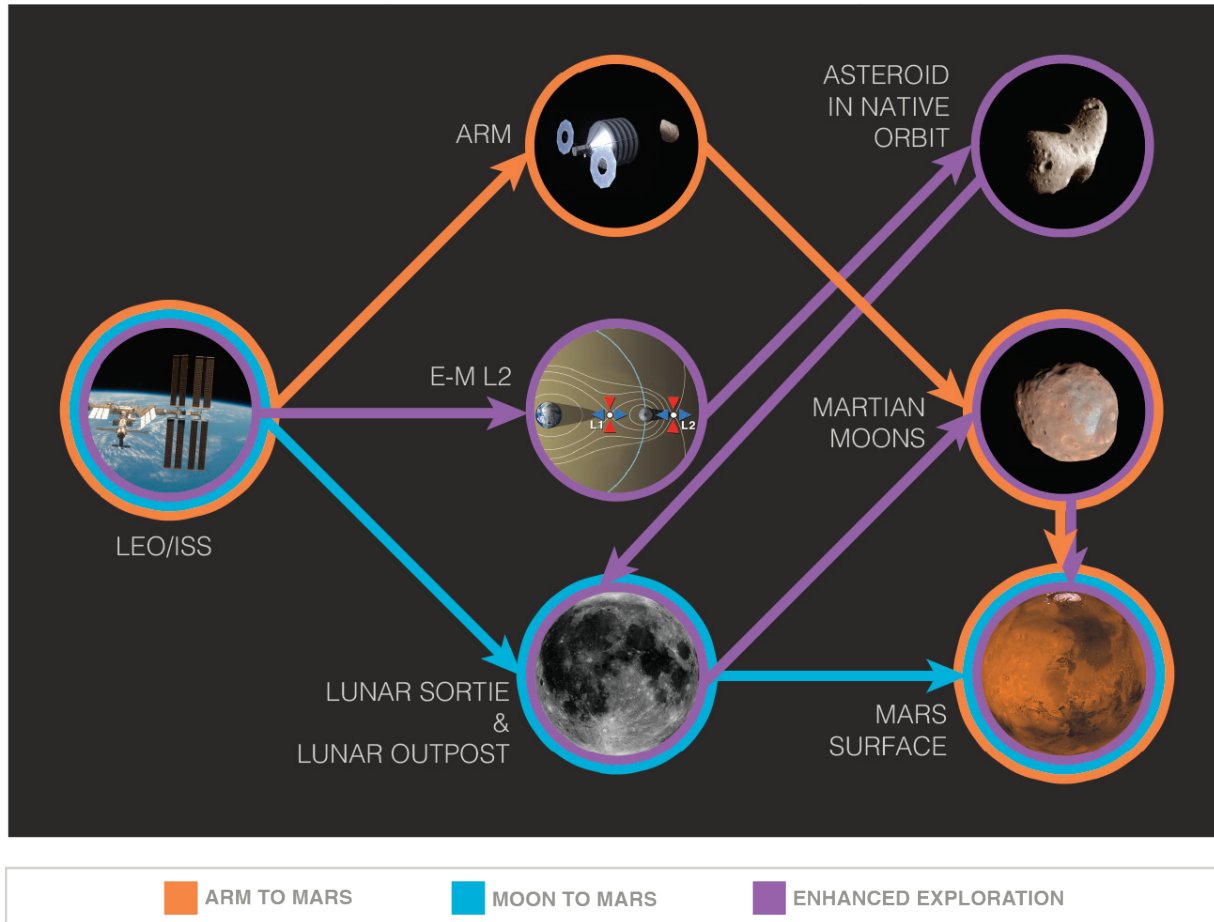 ASTEROID
IN NATIVE
ORBIT
ARM
E-M L2
L1
L2
MARTIAN
MOONS
LEO/ISS
LUNAR SORTIE
&
LUNAR OUTPOST
MARS
SURFACE
ARM TO MARS
MOON TO MARS
ENHANCED EXPLORATION